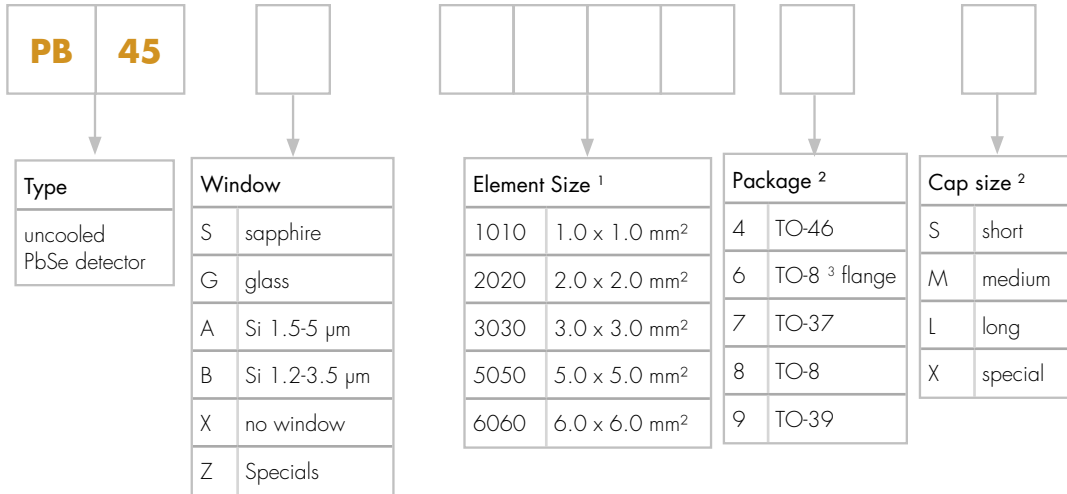 PB 45
Type
uncooled
PbSe detector
Window
S sapphire
G glass
A Si 1.5-5 µm
B Si 1.2-3.5 µm
X no window
Z Specials
Element Size ¹
1010 1.0 x 1.0 mm²
2020 2.0 x 2.0 mm²
3030 3.0 x 3.0 mm²
5050 5.0 x 5.0 mm²
6060 6.0 x 6.0 mm²
Package ²
4 TO-46
6 TO-8 ³ flange
7 TO-37
8 TO-8
9 TO-39
Cap size ²
S short
M medium
L long
X special